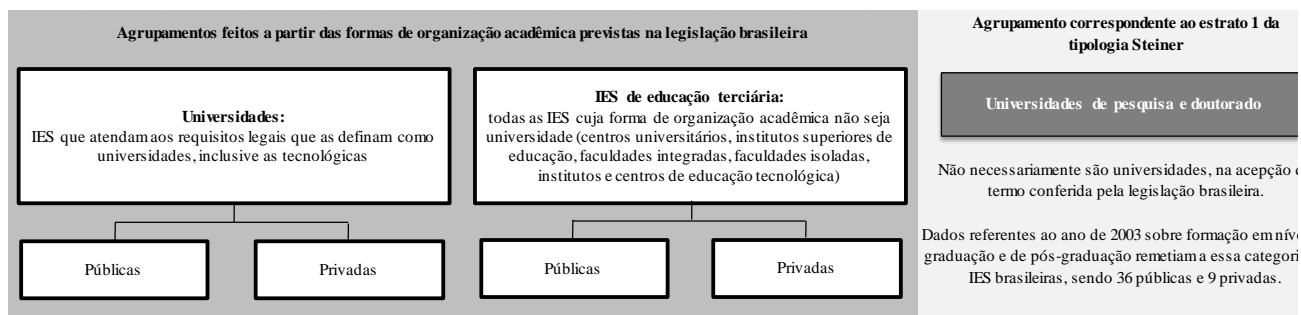 Agrupamentos feitos a partir das formas de organização acadêmica previstas na legislação brasileira
Universidades:
IES que atendam aos requisitos legais que as definam como
universidades, inclusive as tecnológicas
Públicas
Privadas
IES de educação terciária:
todas as IES cuja forma de organização acadêmica não seja
universidade (centros universitários, institutos superiores de
educação, faculdades integradas, faculdades isoladas,
institutos e centros de educação tecnológica)
Públicas
Privadas
Agrupamento correspondente ao estrato 1 da
tipologia Steiner
Universidades de pesquisa e doutorado
Não necessariamente são universidades, na acepção
termo conferida pela legislação brasileira.
Dados referentes ao ano de 2003 sobre formação em
graduação e de pós-graduação remetiam a essa
IES brasileiras, sendo 36 públicas e 9 privadas.